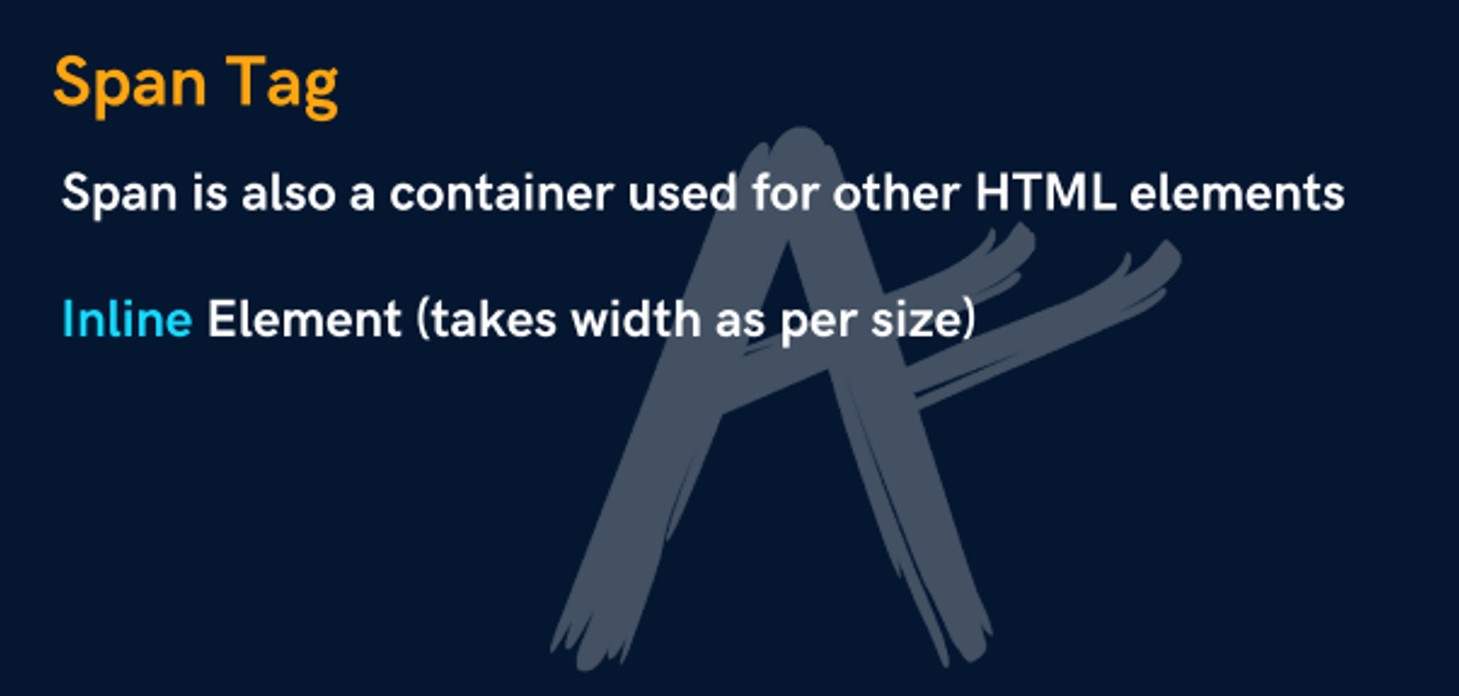 Span Tag
Span is also a container used for other HTML elements
Inline Element (takes width as per size)